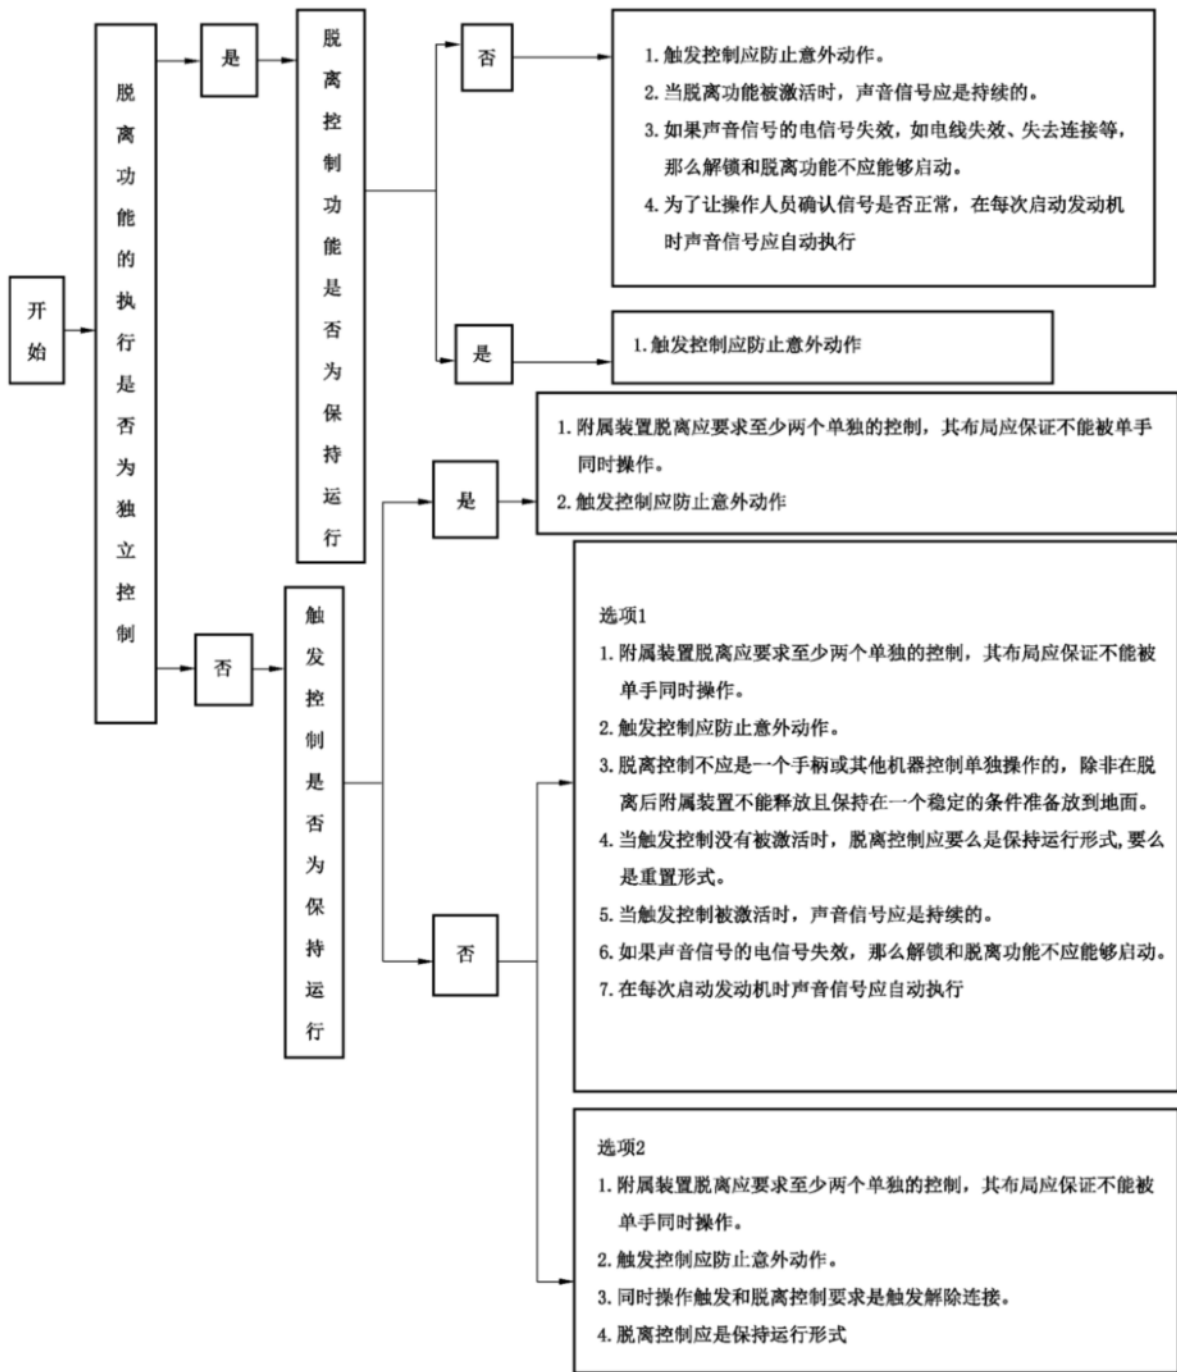 开始
脱离功能的执行是否为独立控制
是
脱离控制功能是否为保持运行
否
1.触发控制应防止意外动作。
2.当脱离功能被激活时，声音信号应是持续的。
3.如果声音信号的电信号失效，如电线失效、失去连接等，
那么解锁和脱离功能不应能够启动。
4.为了让操作人员确认信号是否正常，在每次启动发动机
时声音信号应自动执行
是
1.触发控制应防止意外动作
否
触发控制是否为保持运行
是
1.附属装置脱离应要求至少两个单独的控制，其布局应保证不能被单手
同时操作。
2.触发控制应防止意外动作
否
选项1
1.附属装置脱离应要求至少两个单独的控制，其布局应保证不能被
单手同时操作。
2.触发控制应防止意外动作。
3.脱离控制不应是一个手柄或其他机器控制单独操作的，除非在脱
离后附属装置不能释放且保持在一个稳定的条件准备放到地面。
4.当触发控制没有被激活时，脱离控制应要么是保持运行形式,要么
是重置形式。
5.当触发控制被激活时，声音信号应是持续的。
6.如果声音信号的电信号失效，那么解锁和脱离功能不应能够启动。
7.在每次启动发动机时声音信号应自动执行
选项2
1.附属装置脱离应要求至少两个单独的控制，其布局应保证不能被
单手同时操作。
2.触发控制应防止意外动作。
3.同时操作触发和脱离控制要求是触发解除连接。
4.脱离控制应是保持运行形式